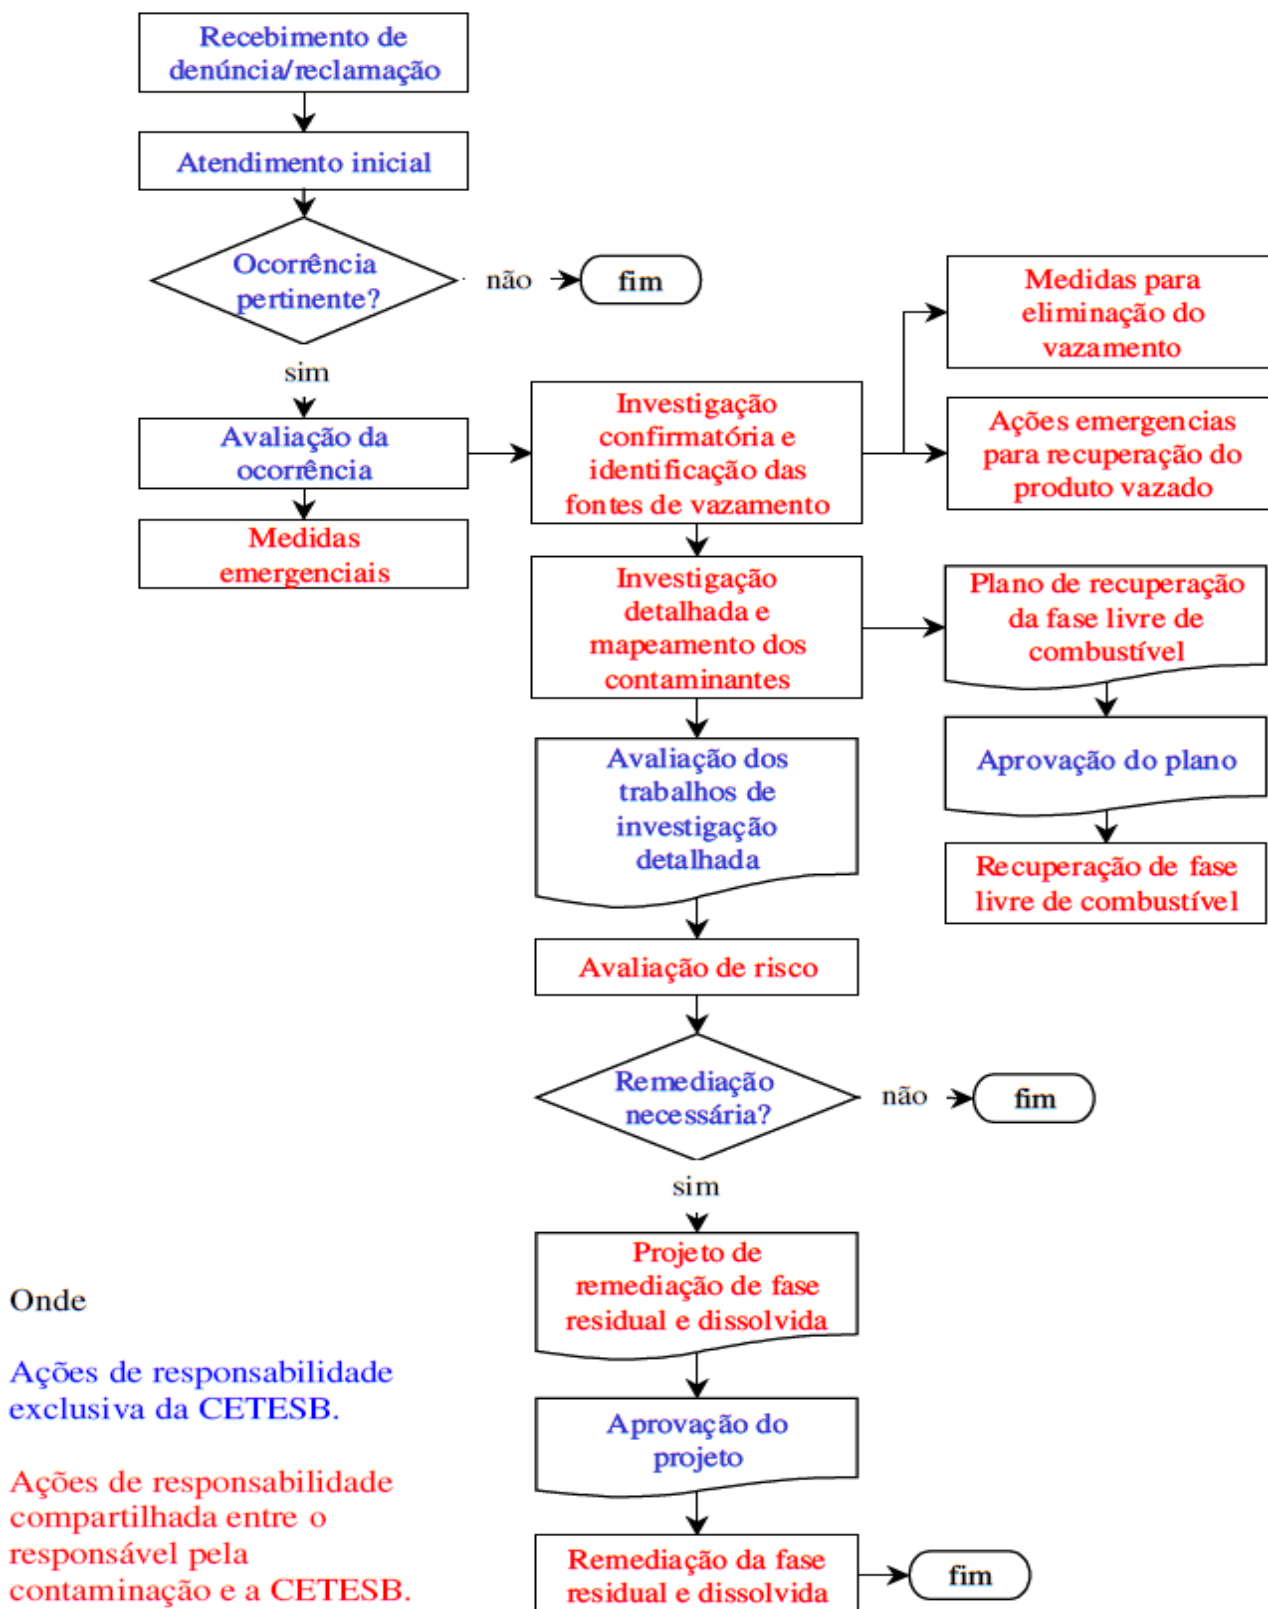 Recebimento de
denúncia/reclamação
Atendimento inicial
Ocorrência
pertinente?
não
fim
sim
Avaliação da
ocorrência
Medidas
emergenciais
Investigação
confirmatória e
identificação das
fontes de vazamento
Medidas para
eliminação do
vazamento
Ações emergencias
para recuperação do
produto vazado
Investigação
detalhada e
mapeamento dos
contaminantes
Plano de recuperação
da fase livre de
combustível
Aprovação do plano
Recuperação de fase
livre de combustível
Avaliação dos
trabalhos de
investigação
detalhada
Avaliação de risco
Remediação
necessária?
não
fim
sim
Projeto de
remediação de fase
residual e dissolvida
Aprovação do
projeto
Remediação da fase
residual e dissolvida
fim
Onde
Ações de responsabilidade
exclusiva da CETESB.
Ações de responsabilidade
compartilhada entre o
responsável pela
contaminação e a CETESB.